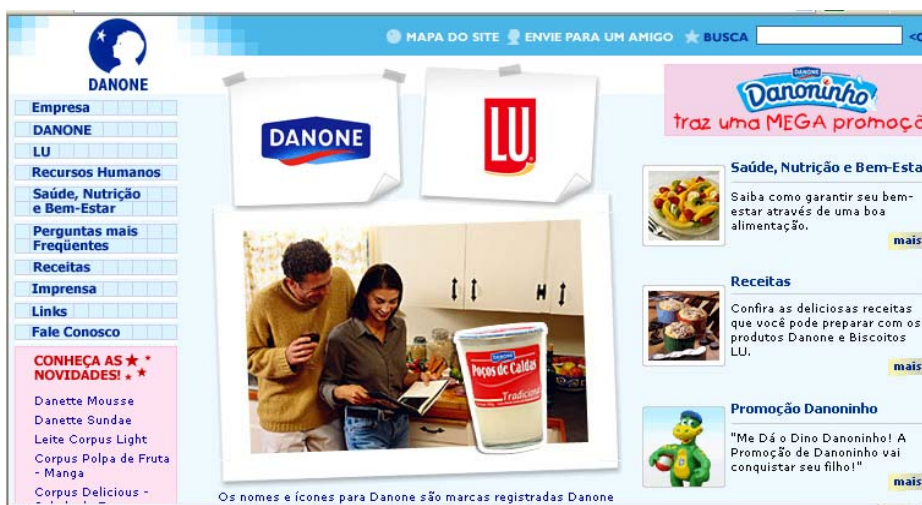 MAPA DO SITE ENVIE PARA UM AMIGO BUSCA
DANONE
Empresa
DANONE
LU
Recursos Humanos
Saúde, Nutrição
e Bem-Estar
Perguntas mais
Freqüentes
Receitas
Imprensa
Links
Fale Conosco
CONHEÇA AS
NOVIDADES!
Danette Mousse
Danette Sundae
Leite Corpus Light
Corpus Polpa de Fruta
- Manga
Corpus Delicious -
DANONE
LU
DANONE
Poços de Caldas
Tradicional
Os nomes e ícones para Danone são marcas registradas Danone
DANONE
Danoninho
traz uma MEGA promoçã
Saúde, Nutrição e Bem-Esta
Saiba como garantir seu bem-
estar através de uma boa
alimentação.
mais
Receitas
Confira as deliciosas receitas
que você pode preparar com os
produtos Danone e Biscoitos
LU.
mais
Promoção Danoninho
"Me Dá o Dino Danoninho! A
Promoção de Danoninho vai
conquistar seu filho!"
mais